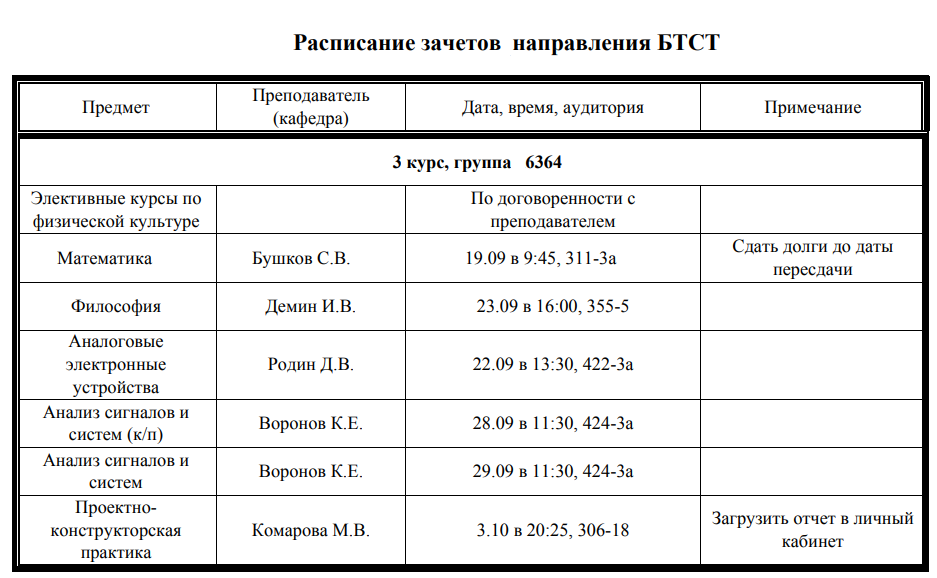 Расписание зачетов направления БТСТ
Предмет
Преподаватель
(кафедра)
Дата, время, аудитория
Примечание
3 курс, группа 6364
Элективные курсы по
физической культуре
По договоренности с
преподавателем
Математика
Бушков С.В.
19.09 в 9:45, 311-3а
Сдать долги до даты
пересдачи
Философия
Демин И.В.
23.09 в 16:00, 355-5
Аналоговые
электронные
устройства
Родин Д.В.
22.09 в 13:30, 422-3а
Анализ сигналов и
систем (к/п)
Воронов К.Е.
28.09 в 11:30, 424-3а
Анализ сигналов и
систем
Воронов К.Е.
29.09 в 11:30, 424-3а
Проектно-
конструкторская
практика
Комарова М.В.
3.10 в 20:25, 306-18
Загрузить отчет в личный
кабинет